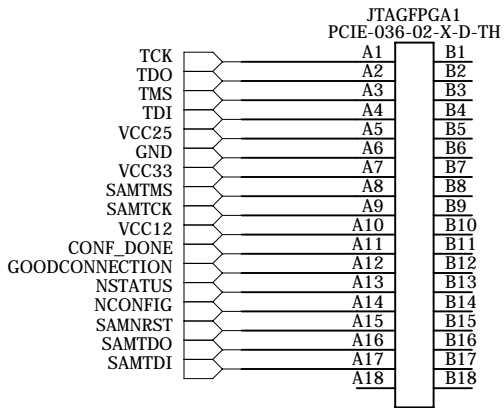 JTAGFPGA1
PCIE-036-02-X-D-TH
TCK A1 B1
TDO A2 B2
TMS A3 B3
TDI A4 B4
VCC25 A5 B5
GND A6 B6
VCC33 A7 B7
SAMTMS A8 B8
SAMTCK A9 B9
VCC12 A10 B10
CONF_DONE A11 B11
GOODCONNECTION A12 B12
NSTATUS A13 B13
NCONFIG A14 B14
SAMNRST A15 B15
SAMTDO A16 B16
SAMTDI A17 B17
A18 B18